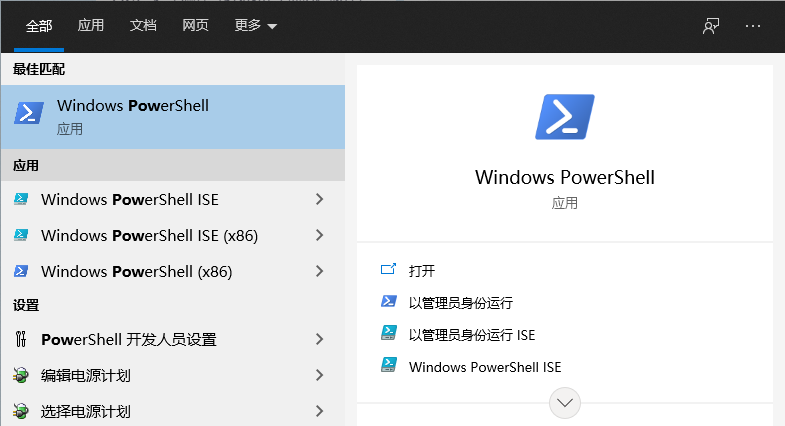 全部 应用 文档 网页 更多
最佳匹配
Windows PowerShell
应用
应用
Windows PowerShell ISE
Windows PowerShell ISE (x86)
Windows PowerShell (x86)
设置
PowerShell 开发人员设置
编辑电源计划
选择电源计划
Windows PowerShell
应用
打开
以管理员身份运行
以管理员身份运行 ISE
Windows PowerShell ISE